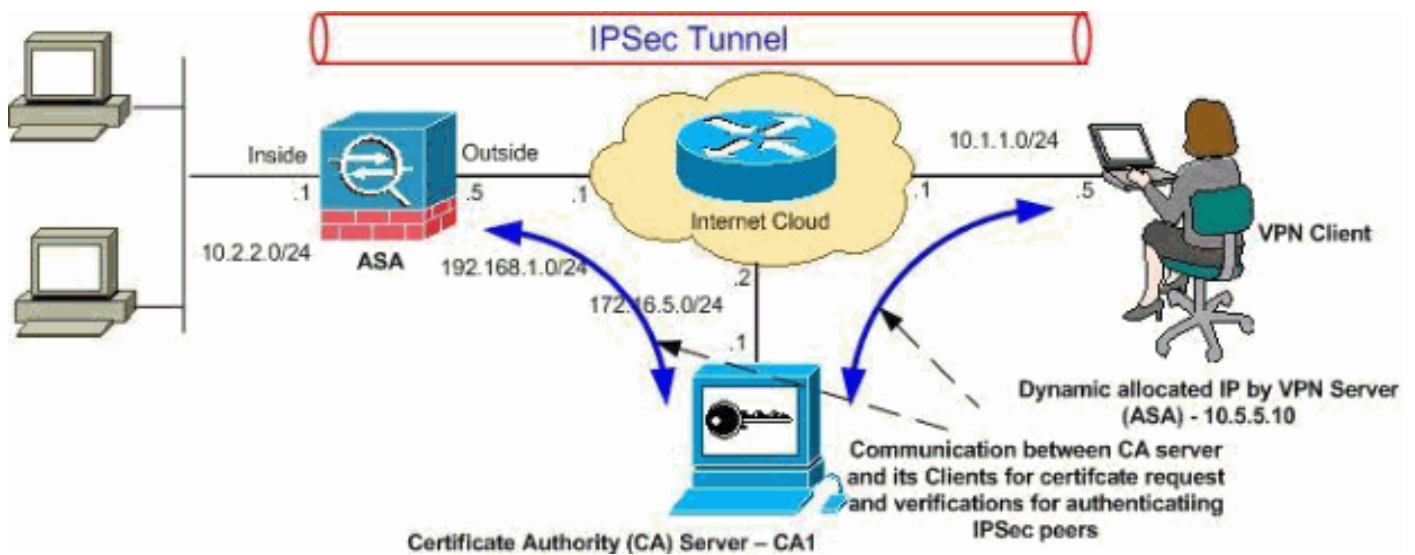 IPSec Tunnel
Inside
.1
Outside
.5
.1
Internet Cloud
10.1.1.0/24
.1
.5
10.2.2.0/24
ASA
192.168.1.0/24
VPN Client
.2
172.16.5.0/24
.1
Dynamic allocated IP by VPN Server
(ASA) - 10.5.5.10
Communication between CA server
and its Clients for certifcate request
and verifications for authenticatiing
IPSec peers
Certificate Authority (CA) Server – CA1